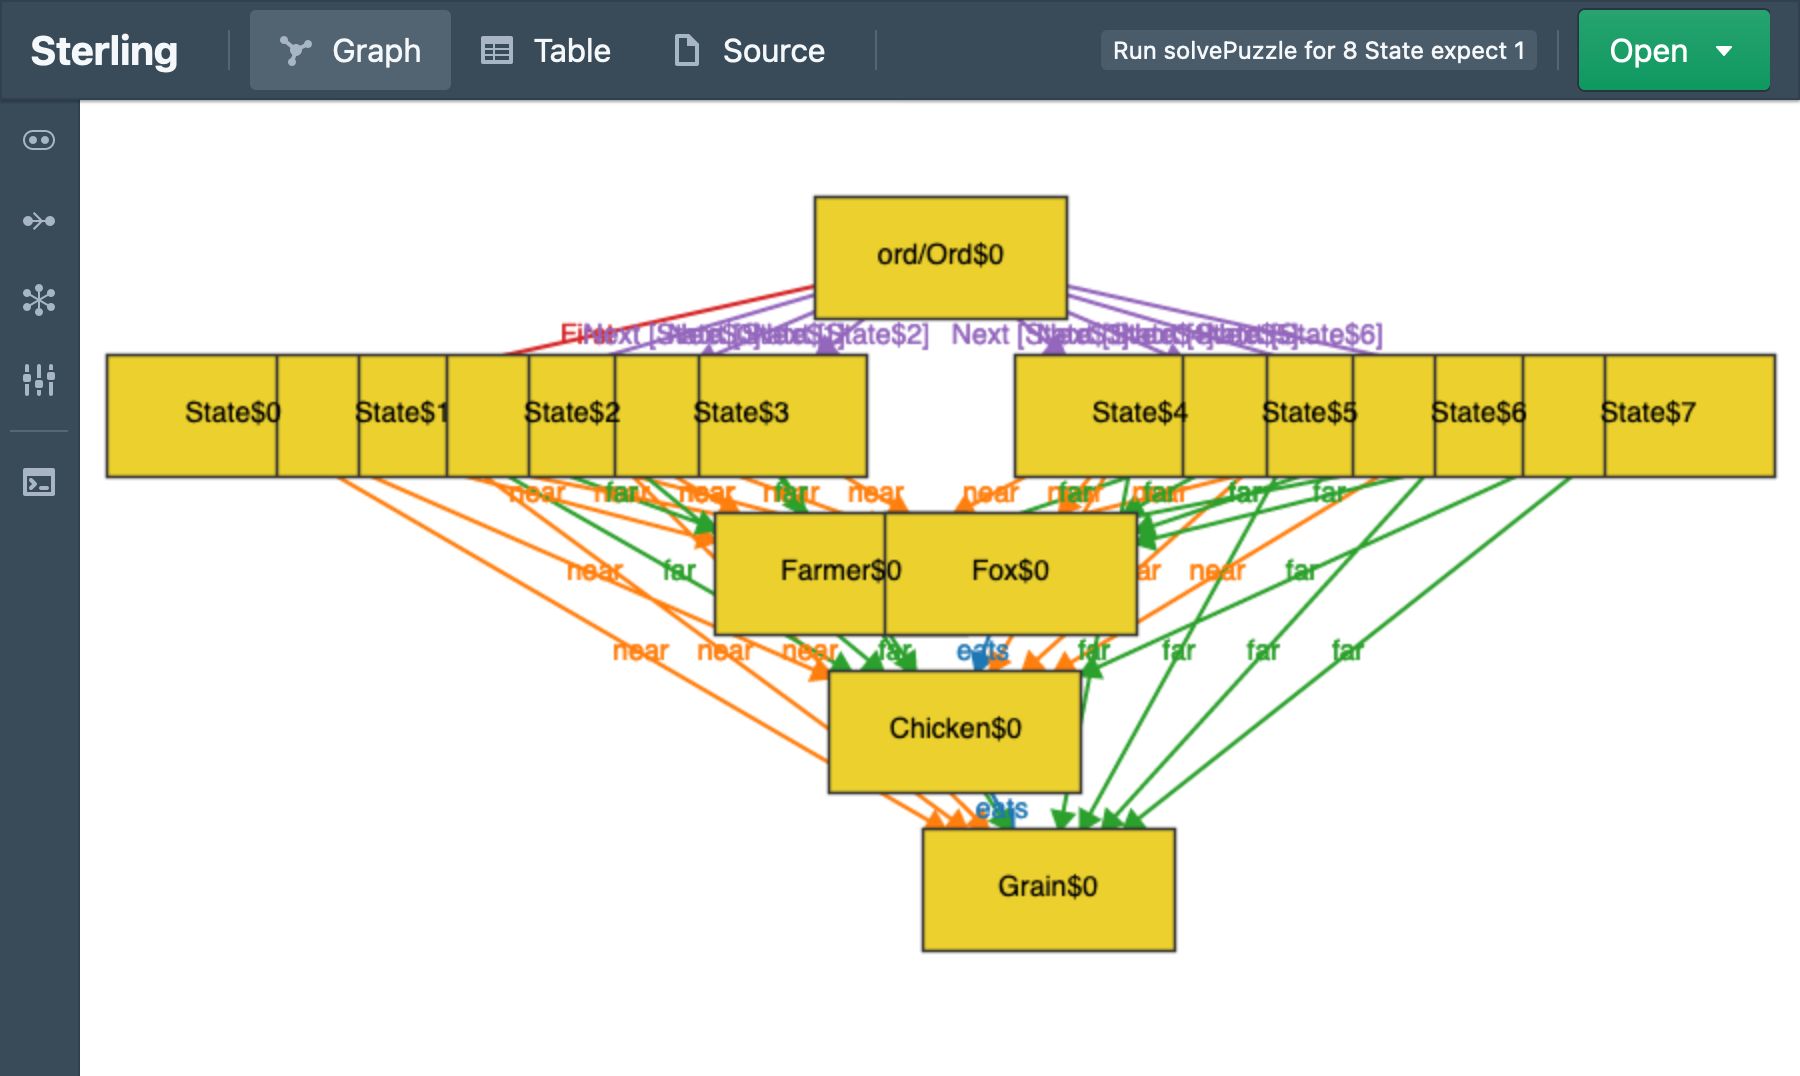 Sterling
Graph
Table
Source
Run solvePuzzle for 8 State expect 1
Open
ord/Ord$0
First
Next [State$2]
Next [State$6]
State$0 State$1 State$2 State$3 State$4 State$5 State$6 State$7
near far near near near near far far far far
near far Farmer$0 Fox$0 near far
near near near far eats far far far far
Chicken$0
eats
Grain$0